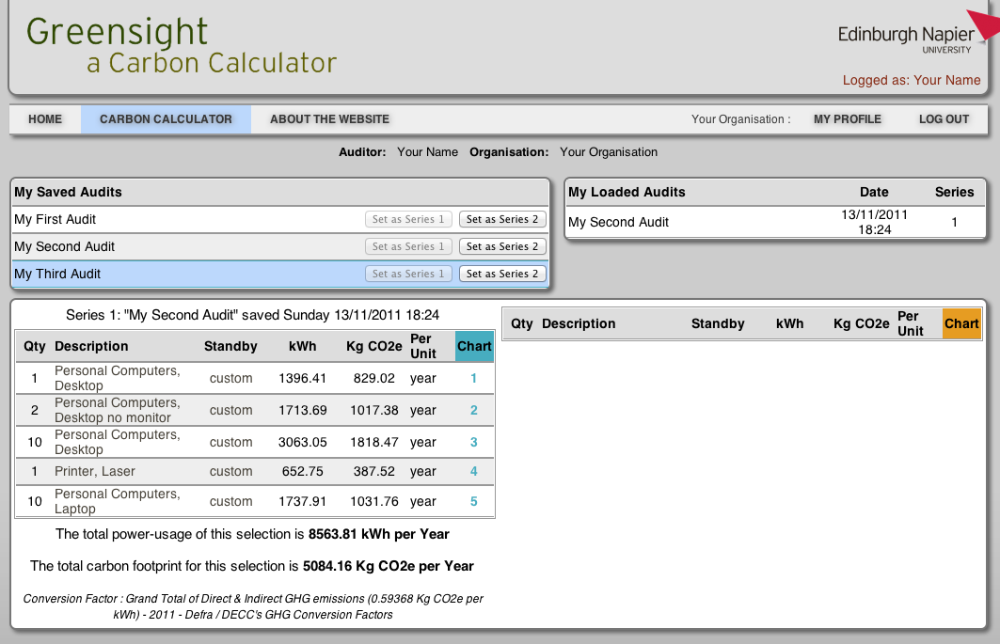 Greensight
a Carbon Calculator
Edinburgh Napier
UNIVERSITY
Logged as: Your Name
HOME CARBON CALCULATOR ABOUT THE WEBSITE Your Organisation : MY PROFILE LOG OUT
Auditor: Your Name Organisation: Your Organisation
My Saved Audits
My First Audit Set as Series 1 Set as Series 2
My Second Audit Set as Series 1 Set as Series 2
My Third Audit Set as Series 1 Set as Series 2
My Loaded Audits Date Series
My Second Audit 13/11/2011 1
18:24
Series 1: "My Second Audit" saved Sunday 13/11/2011 18:24
Qty Description Standby kWh Kg CO2e Per Chart
Unit
1 Personal Computers, custom 1396.41 829.02 year 1
Desktop
2 Personal Computers, custom 1713.69 1017.38 year 2
Desktop no monitor
10 Personal Computers, custom 3063.05 1818.47 year 3
Desktop
1 Printer, Laser custom 652.75 387.52 year 4
10 Personal Computers, custom 1737.91 1031.76 year 5
Laptop
The total power-usage of this selection is 8563.81 kWh per Year
The total carbon footprint for this selection is 5084.16 Kg CO2e per Year
Conversion Factor : Grand Total of Direct & Indirect GHG emissions (0.59368 Kg CO2e per
kWh) - 2011 - Defra / DECC's GHG Conversion Factors
Qty Description Standby kWh Kg CO2e Per Chart
Unit